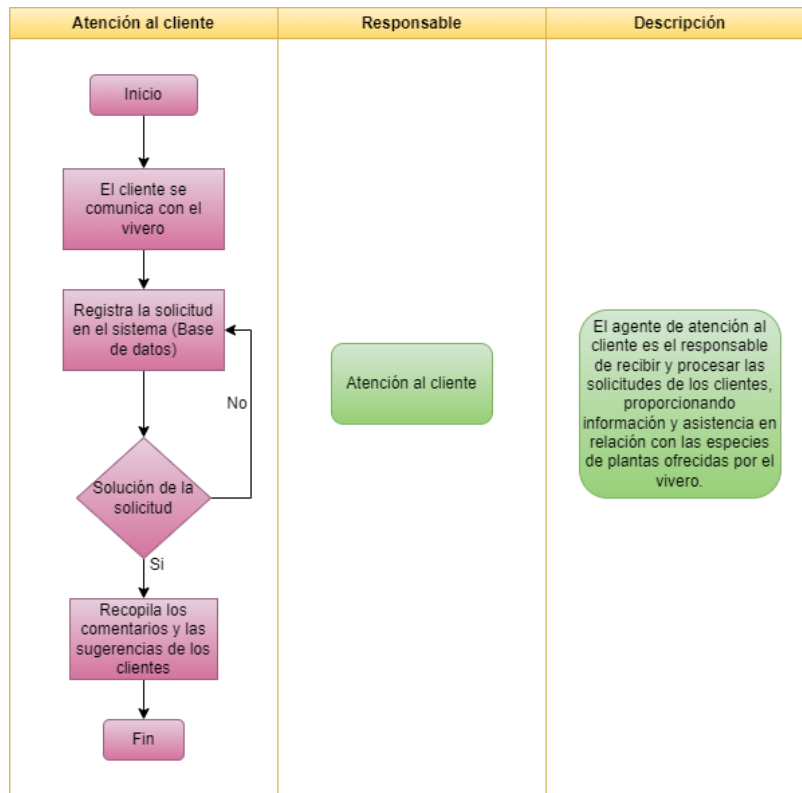 Atención al cliente
Responsable
Descripción
Inicio
El cliente se
comunica con el
vivero
Registra la solicitud
en el sistema (Base
de datos)
No
Solución de la
solicitud
Si
Recopila los
comentarios y las
sugerencias de los
clientes
Fin
Atención al cliente
El agente de atención al
cliente es el responsable
de recibir y procesar las
solicitudes de los clientes,
proporcionando
información y asistencia en
relación con las especies
de plantas ofrecidas por el
vivero.